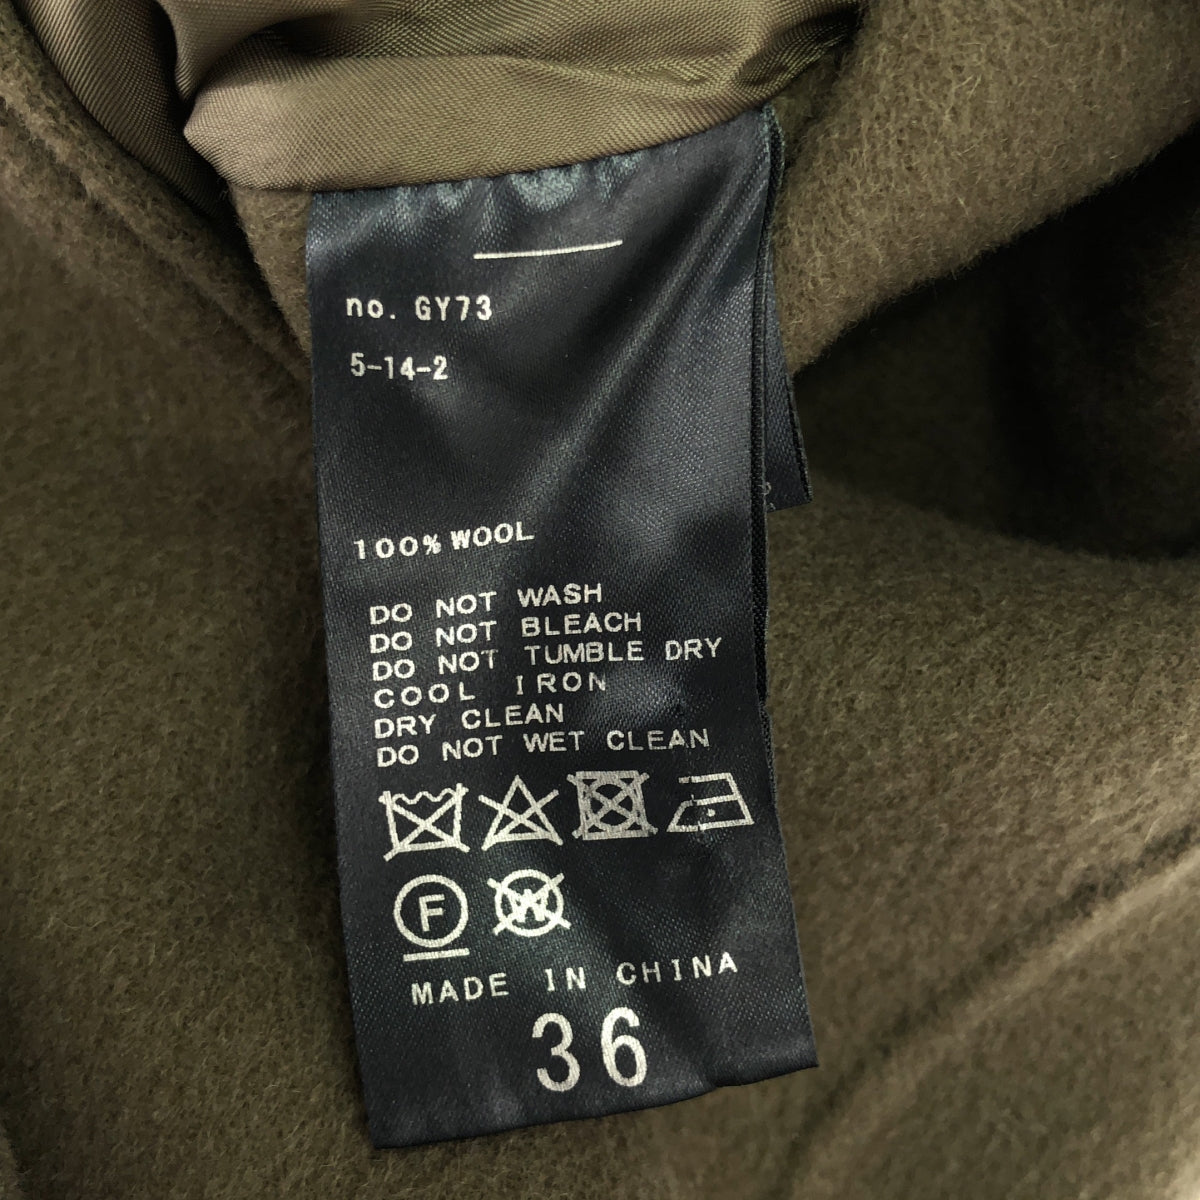 no. GY73
5-14-2
100% WOOL
DO NOT WASH
DO NOT BLEACH
DO NOT TUMBLE DRY
COOL IRON
DRY CLEAN
DO NOT WET CLEAN
F W
MADE IN CHINA
36